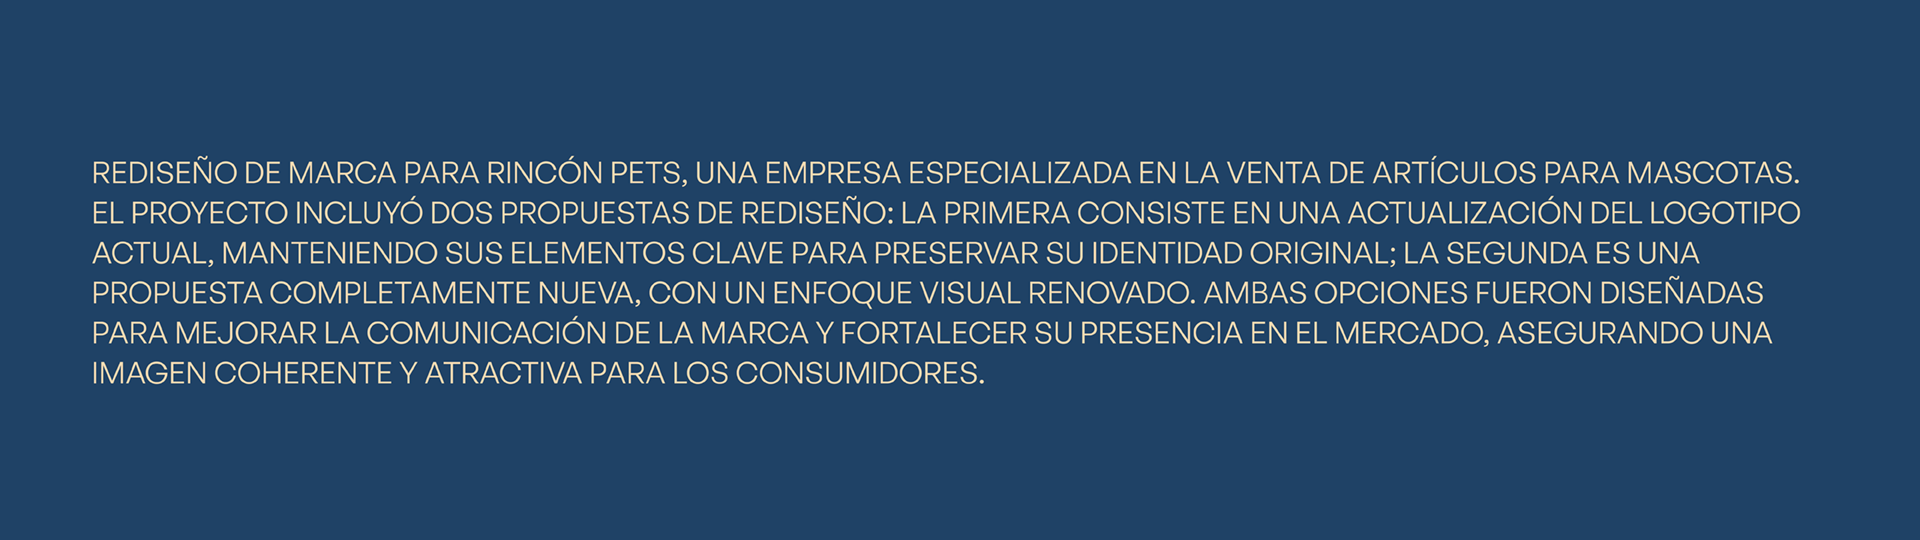 REDISEÑO DE MARCA PARA RINCÓN PETS, UNA EMPRESA ESPECIALIZADA EN LA VENTA DE ARTÍCULOS PARA MASCOTAS.
EL PROYECTO INCLUYÓ DOS PROPUESTAS DE REDISEÑO: LA PRIMERA CONSISTE EN UNA ACTUALIZACIÓN DEL LOGOTIPO
ACTUAL, MANTENIENDO SUS ELEMENTOS CLAVE PARA PRESERVAR SU IDENTIDAD ORIGINAL; LA SEGUNDA ES UNA
PROPUESTA COMPLETAMENTE NUEVA, CON UN ENFOQUE VISUAL RENOVADO. AMBAS OPCIONES FUERON DISEÑADAS
PARA MEJORAR LA COMUNICACIÓN DE LA MARCA Y FORTALECER SU PRESENCIA EN EL MERCADO, ASEGURANDO UNA
IMAGEN COHERENTE Y ATRACTIVA PARA LOS CONSUMIDORES.